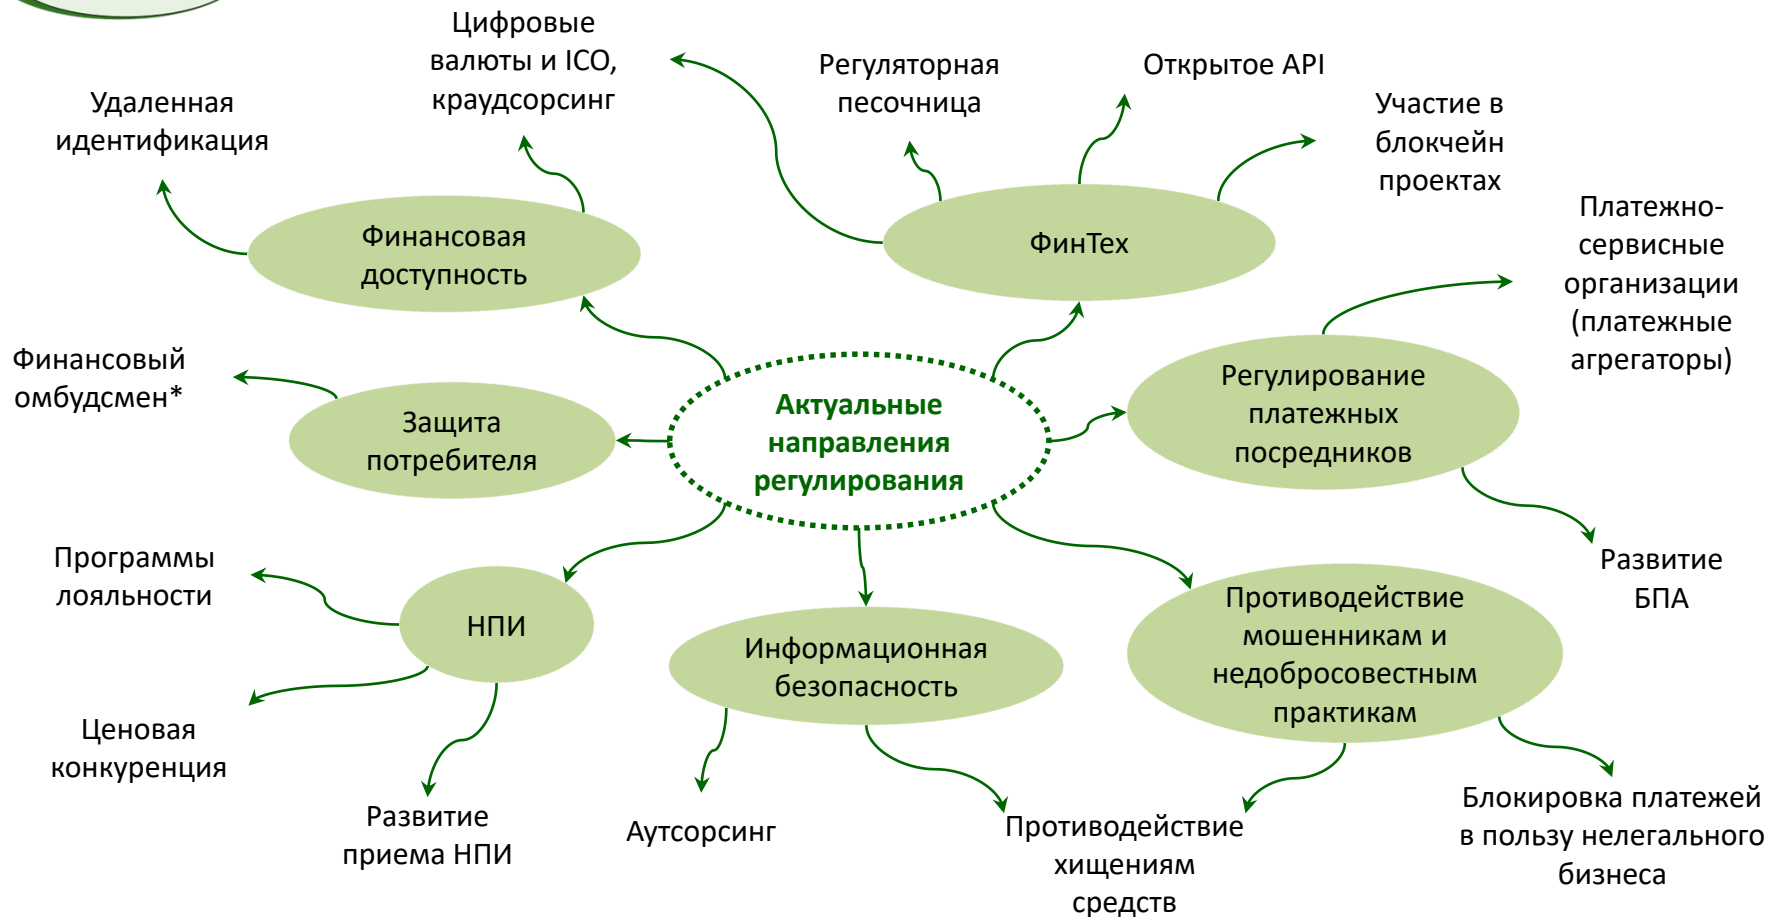 Цифровые
валюты и ICO,
краудсорсинг
Регуляторная
песочница
Открытое API
Удаленная
идентификация
Участие в
блокчейн
проектах
Платежно-
сервисные
организации
(платежные
агрегаторы)
Финансовая
доступность
ФинТех
Финансовый
омбудсмен*
Защита
потребителя
Актуальные
направления
регулирования
Регулирование
платежных
посредников
Программы
лояльности
НПИ
Информационная
безопасность
Противодействие
мошенникам и
недобросовестным
практикам
Развитие
БПА
Ценовая
конкуренция
Развитие
приема НПИ
Аутсорсинг
Противодействие
хищениям
средств
Блокировка платежей
в пользу нелегального
бизнеса